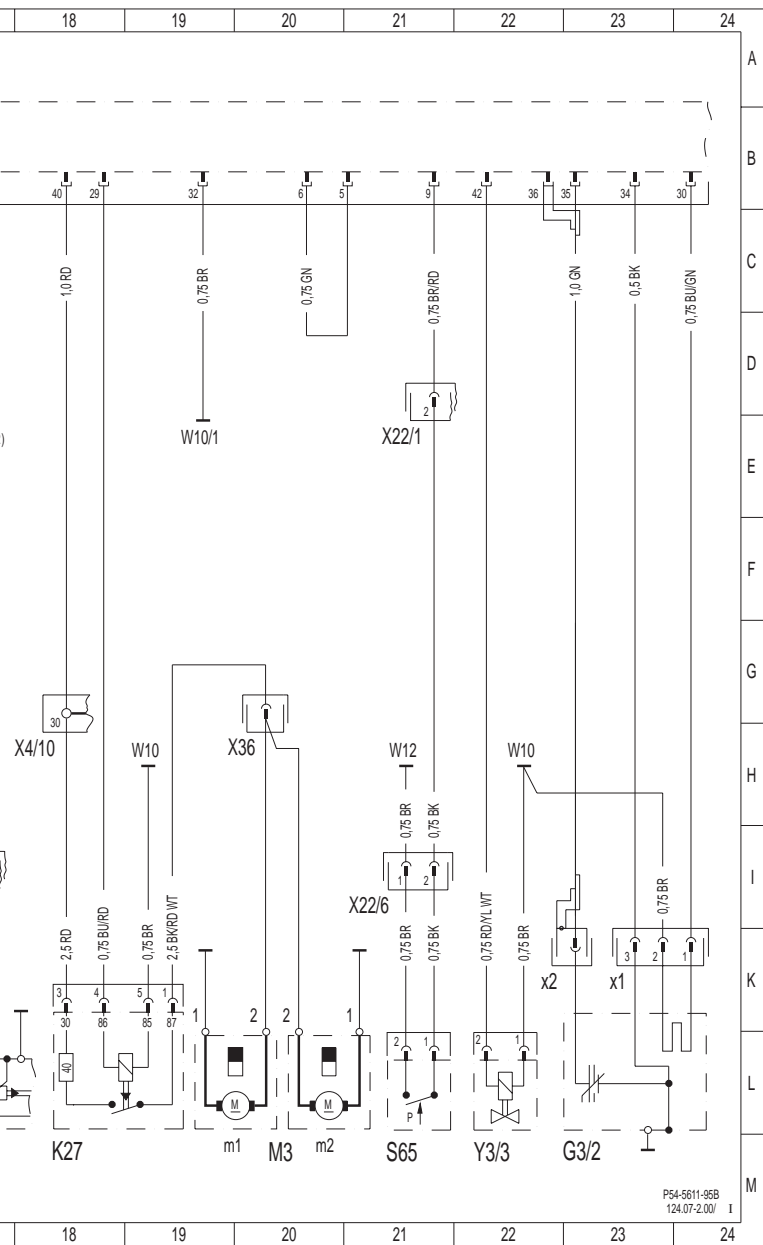 18 19 20 21 22 23 24
A
B
40 29 32 6 5 9 42 36 35 34 30
C
1,0 RD
0,75 BR
0,75 GN
0,75 BR/RD
1,0 GN
0,5 BK
0,75 BU/GN
D
2
W10/1
X22/1
)
E
F
G
30
X4/10
W10
X36
W12
W10
H
0,75 BR
0,75 BK
I
1 2
X22/6
2,5 RD
0,75 BU/RD
0,75 BR
2,5 BK/RD WT
0,75 BR
0,75 BK
0,75 RD/YL WT
0,75 BR
0,75 BR
x2
x1
3 2 1
K
3 4 5 1
30 86 85 87
1 2 2 1
2 1
2 1
40
M
M
P
L
K27
m1
M3
m2
S65
Y3/3
G3/2
M
P54-5611-95B
124.07-2.00/ I
18 19 20 21 22 23 24